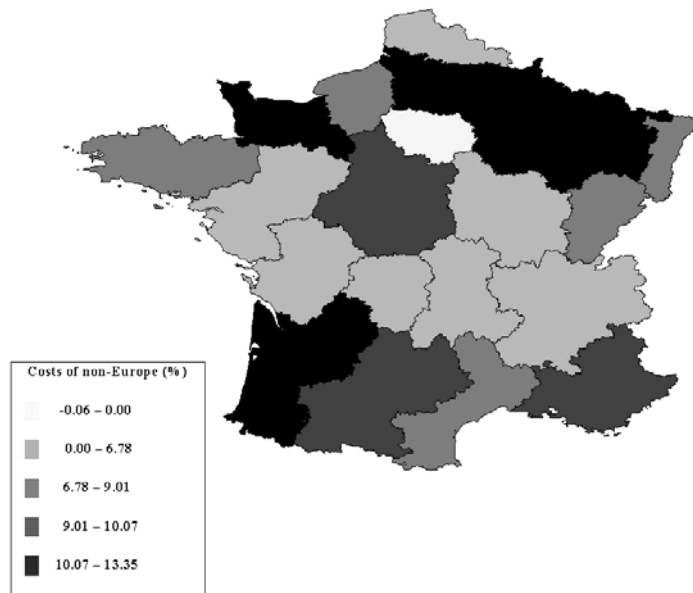 Costs of non-Europe (%)
-0.06 – 0.00
0.00 – 6.78
6.78 – 9.01
9.01 – 10.07
10.07 – 13.35